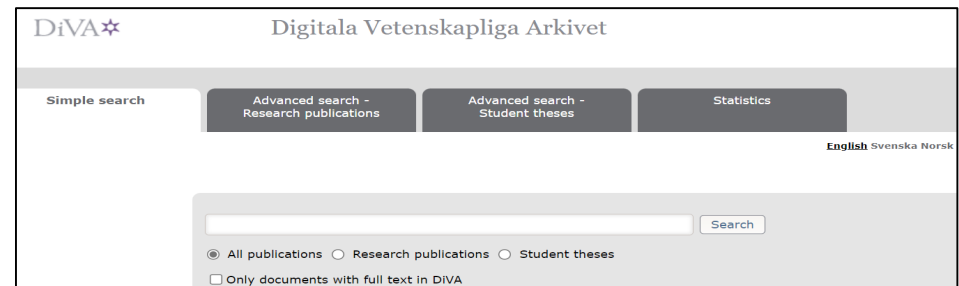 DiVA Digitala Vetenskapliga Arkivet
Simple search
Advanced search -
Research publications
Advanced search -
Student theses
Statistics
English Svenska Norsk
Search
All publications Research publications Student theses
Only documents with full text in DiVA